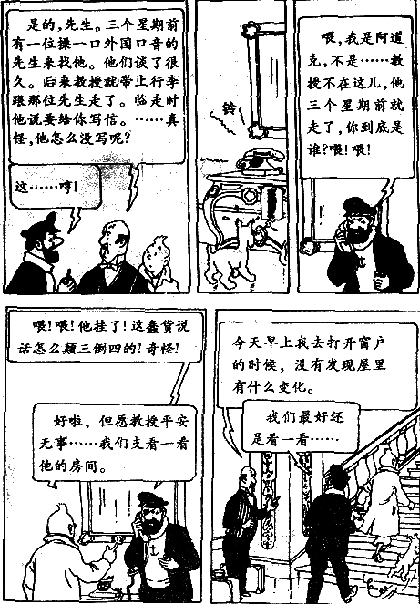 是的,先生。三个星期前
有一位操一口外国口音的
先生来找他。他们谈了很
久。后来教授就带上行李
跟那位先生走了。临走时
他说要给你写信。……真
怪,他怎么没写呢?
这……哼!
铃
喂,我是阿道
克,不是……教
授不在这儿,他
三个星期前就
走了,你到底是
谁?喂!喂!
喂!喂!他挂了!这蠢货说
话怎么颠三倒四的!奇怪!
好啦,但愿教授平安
无事……我们去看一看
他的房间。
今天早上我去打开窗户
的时候,没有发现屋里
有什么变化。
我们最好还
是看一看……